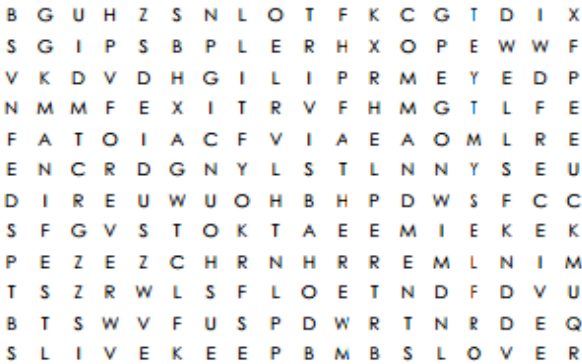 B G U H Z S N L O T F K C G T D I X
S G I P S B P L E R H X O P E W W F
V K D V D H G I L I P R M E Y E D P
N M M F E X I T R V F H M G T L F E
F A T O I A C F V I A E A O M L R E
E N C R D G N Y L S T L N N Y S E U
D I R E U W U O H B H P D W S F C C
S F G V S T O K T A E E M I E K E K
P E Z E Z C H R N H R R E M L N I M
T S Z R W L S F L O E T N D F D V U
B T S W V F U S P D W R T N R D E Q
S L I V E K E E P B M B S L O V E R